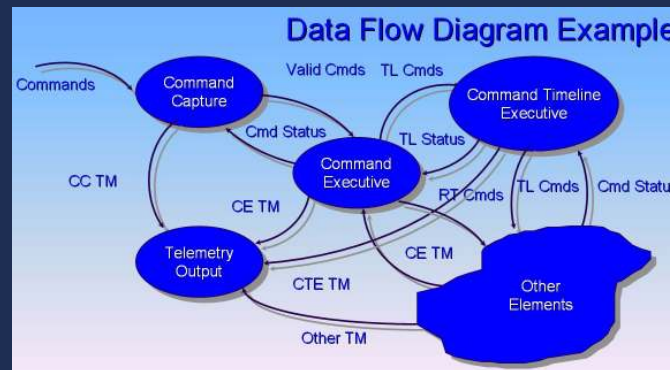 Data Flow Diagram Example
Commands
Command
Capture
Valid Cmds
TL Cmds
Command Timeline
Executive
Cmd Status
TL Status
Command
Executive
CC TM
RT Cmds
TL Cmds
Cmd Status
CE TM
Telemetry
Output
CE TM
CTE TM
Other
Elements
Other TM